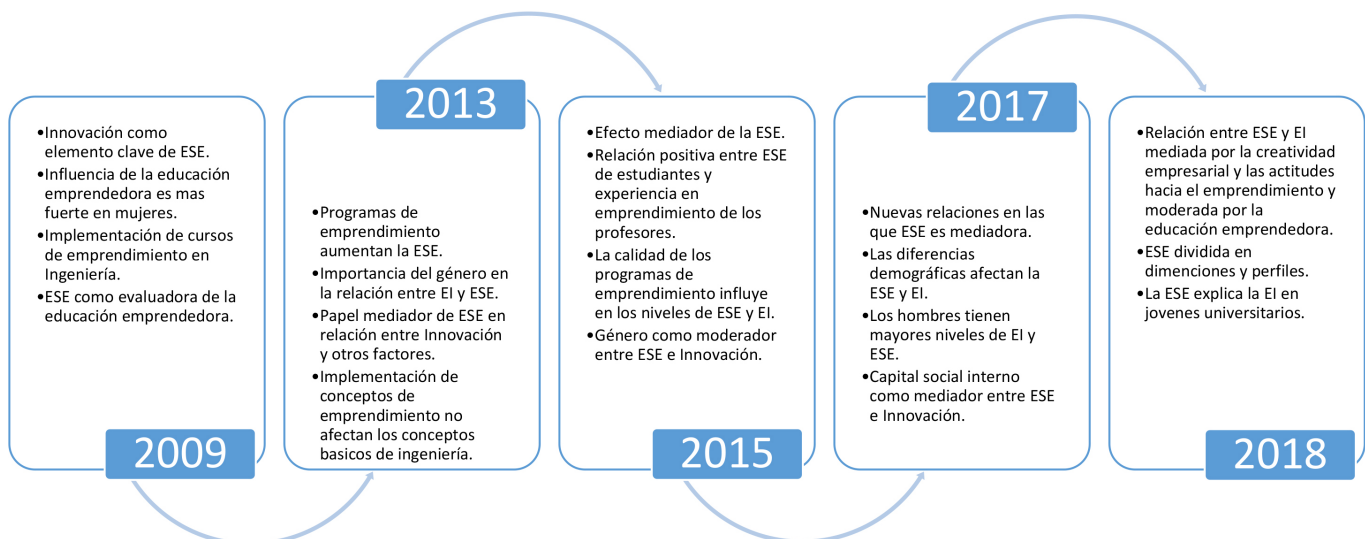 •Innovación como
elemento clave de ESE.
•Influencia de la educación
emprendedora es mas
fuerte en mujeres.
•Implementación de cursos
de emprendimiento en
Ingeniería.
•ESE como evaluadora de la
educación emprendedora.
2009
2013
•Programas de
emprendimiento
aumentan la ESE.
•Importancia del género en
la relación entre EI y ESE.
•Papel mediador de ESE en
relación entre Innovación
y otros factores.
•Implementación de
conceptos de
emprendimiento no
afectan los conceptos
basicos de ingeniería.
•Efecto mediador de la ESE.
•Relación positiva entre ESE
de estudiantes y
experiencia en
emprendimiento de los
profesores.
•La calidad de los
programas de
emprendimiento influye
en los niveles de ESE y EI.
•Género como moderador
entre ESE e Innovación.
2015
2017
•Nuevas relaciones en las
que ESE es mediadora.
•Las diferencias
demográficas afectan la
ESE y EI.
•Los hombres tienen
mayores niveles de EI y
ESE.
•Capital social interno
como mediador entre ESE
e Innovación.
•Relación entre ESE y EI
mediada por la creatividad
empresarial y las actitudes
hacia el emprendimiento y
moderada por la
educación emprendedora.
•ESE dividida en
dimenciones y perfiles.
•La ESE explica la EI en
jovenes universitarios.
2018